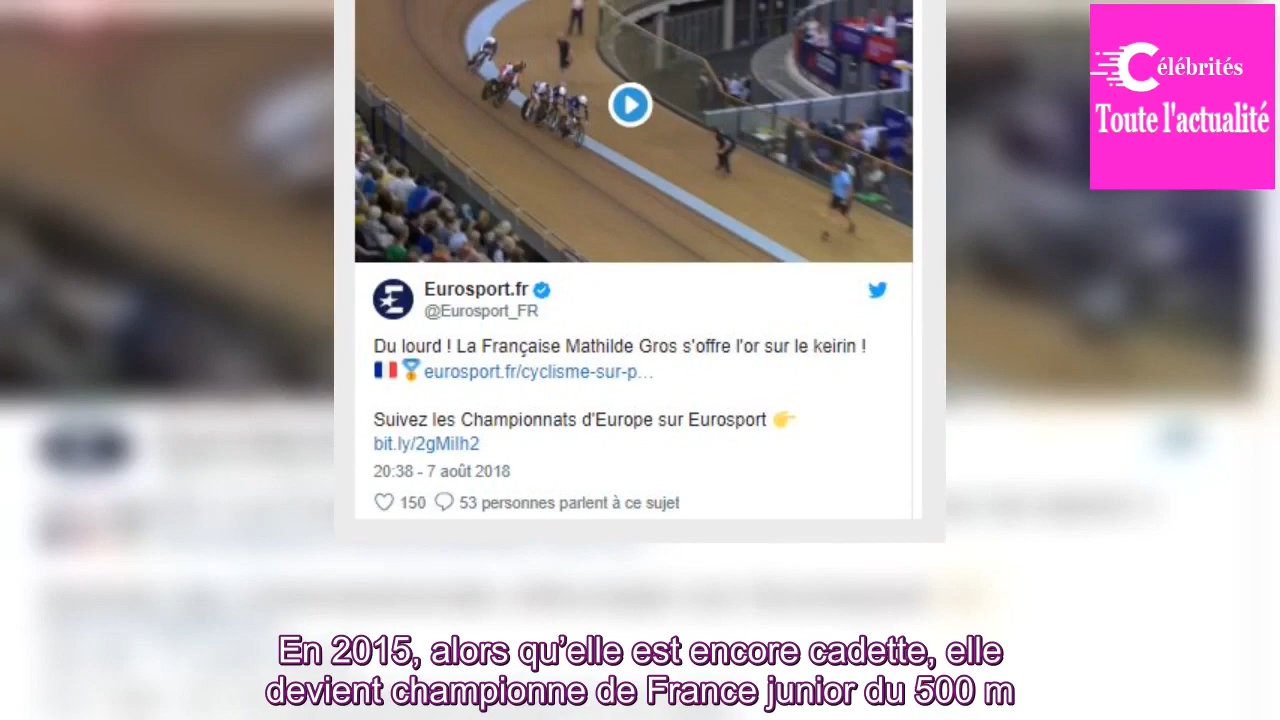 Célébrités
Toute l'actualité
Eurosport.fr
@Eurosport_FR
Du lourd ! La Française Mathilde Gros s'offre l'or sur le keirin !
🇫🇷🏅eurosport.fr/cyclisme-sur-p…
Suivez les Championnats d'Europe sur Eurosport 👉
bit.ly/2gMiIh2
20:38 - 7 août 2018
150 53 personnes parlent à ce sujet
En 2015, alors qu'elle est encore cadette, elle
devient championne de France junior du 500 m